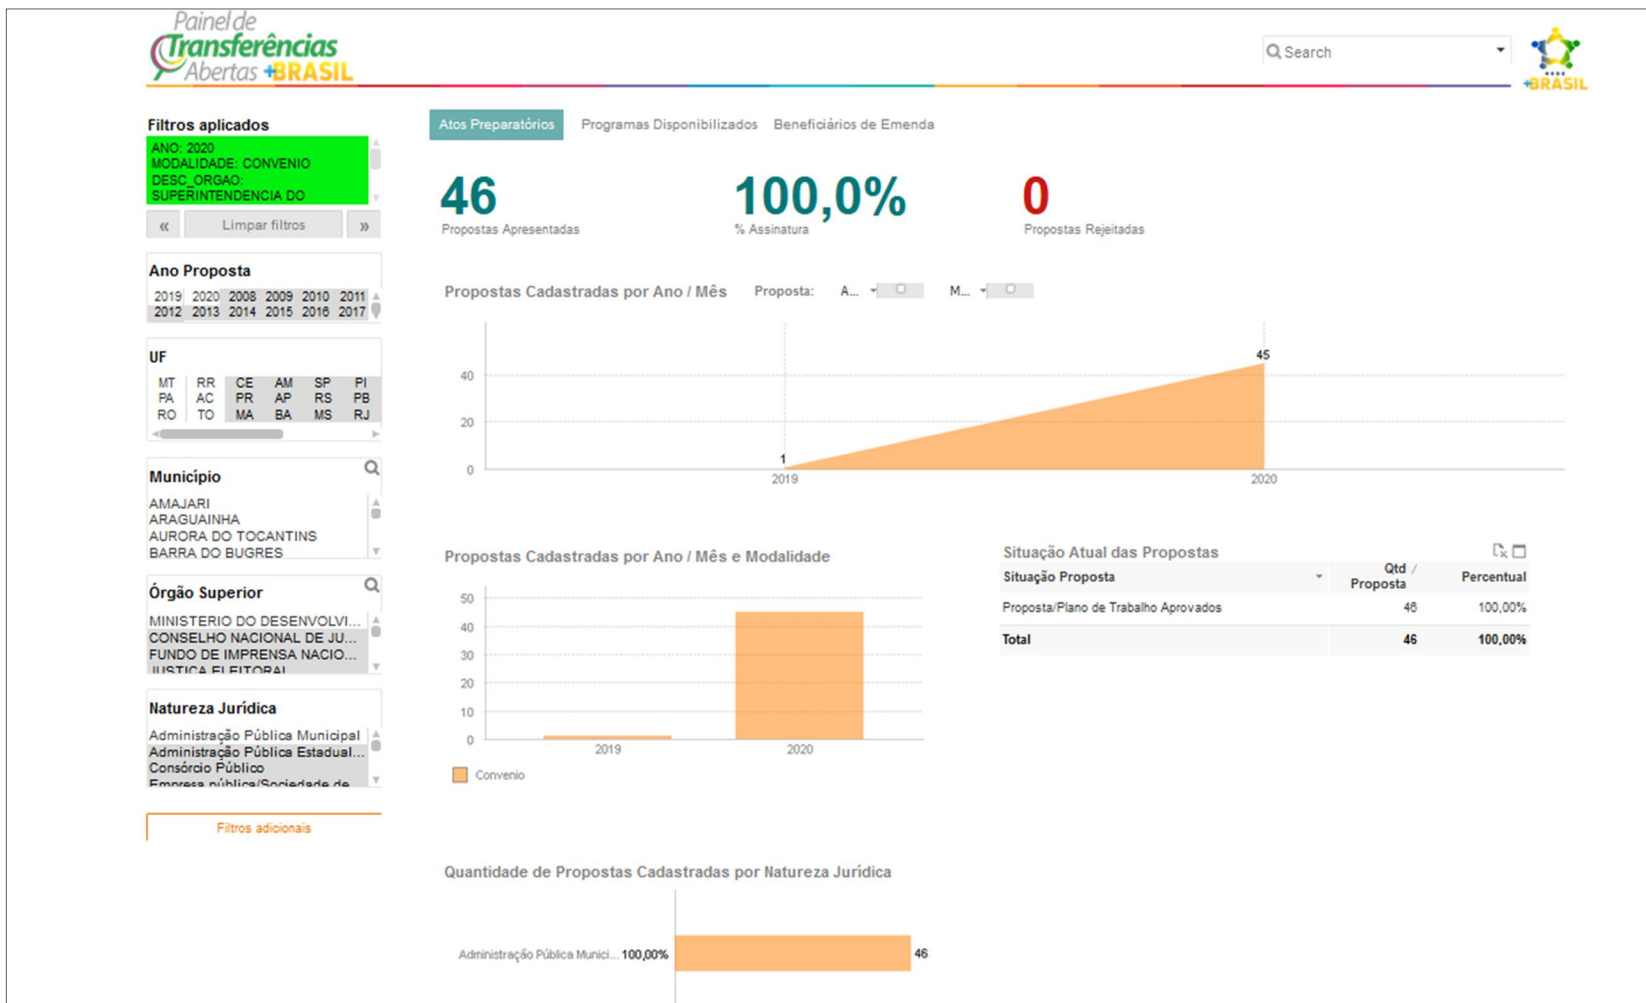 Painel de
Transferências
Abertas +BRASIL
Search
REDE
+BRASIL
Filtros aplicados
ANO: 2020
MODALIDADE: CONVENIO
DESC_ORGAO:
SUPERINTENDENCIA DO
« Limpar filtros »
Ano Proposta
2019 2020 2008 2009 2010 2011
2012 2013 2014 2015 2016 2017
UF
MT RR CE AM SP PI
PA AC PR AP RS PB
RO TO MA BA MS RJ
Município
AMAJARI
ARAGUAINHA
AURORA DO TOCANTINS
BARRA DO BUGRES
Órgão Superior
MINISTERIO DO DESENVOLVI...
CONSELHO NACIONAL DE JU...
FUNDO DE IMPRENSA NACIO...
JUSTICA ELEITORAL
Natureza Jurídica
Administração Pública Municipal
Administração Pública Estadual...
Consórcio Público
Empresa pública/Sociedade de
Filtros adicionais
Atos Preparatórios Programas Disponibilizados Beneficiários de Emenda
46 100,0% 0
Propostas Apresentadas % Assinatura Propostas Rejeitadas
Propostas Cadastradas por Ano / Mês Proposta: A... M...
45
40
20
1
0
2019 2020
Propostas Cadastradas por Ano / Mês e Modalidade
50
40
30
20
10
0
2019 2020
Convenio
Situação Atual das Propostas
Situação Proposta Qtd / Proposta Percentual
Proposta/Plano de Trabalho Aprovados 46 100,00%
Total 46 100,00%
Quantidade de Propostas Cadastradas por Natureza Jurídica
Administração Pública Munici... 100,00% 46